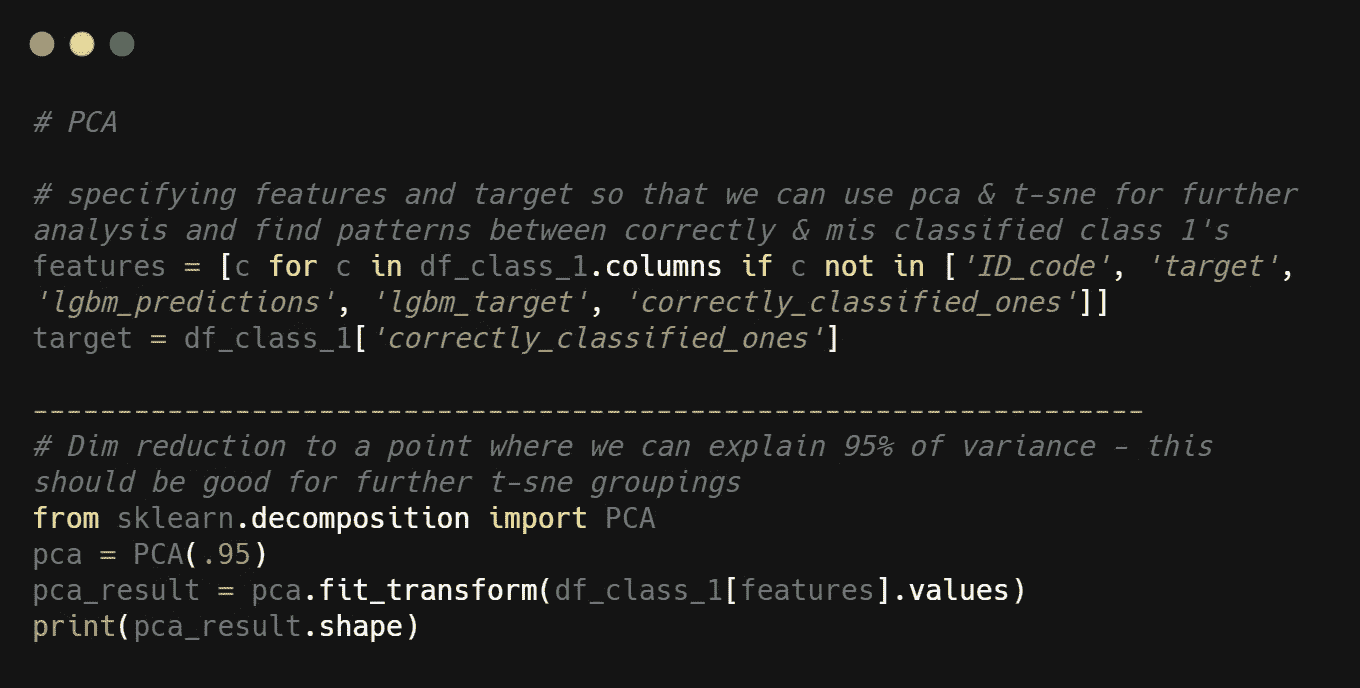 # PCA
# specifying features and target so that we can use pca & t-sne for further
analysis and find patterns between correctly & mis classified class 1's
features = [c for c in df_class_1.columns if c not in ['ID_code', 'target',
'lgbm_predictions', 'lgbm_target', 'correctly_classified_ones']]
target = df_class_1['correctly_classified_ones']
------------------------------------------------------------------
# Dim reduction to a point where we can explain 95% of variance - this
should be good for further t-sne groupings
from sklearn.decomposition import PCA
pca = PCA(.95)
pca_result = pca.fit_transform(df_class_1[features].values)
print(pca_result.shape)